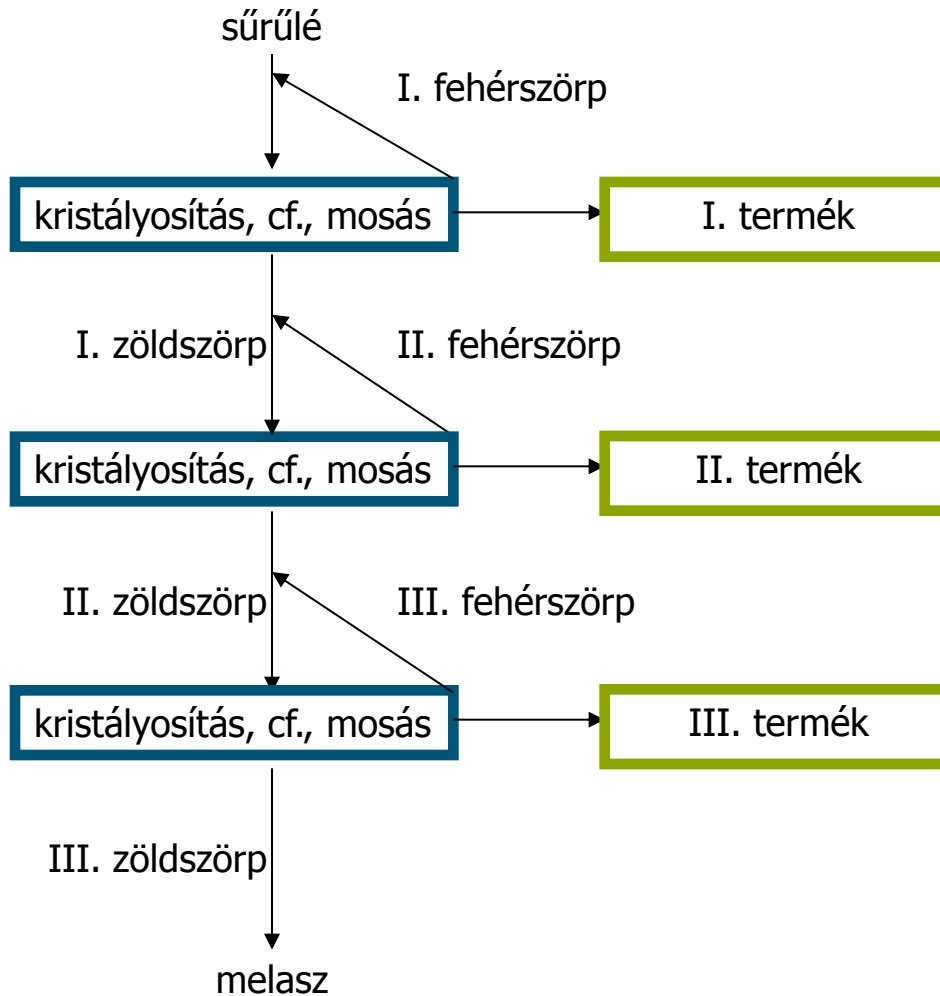 sűrűlé
I. fehérszörp
kristályosítás, cf., mosás
I. termék
I. zöldszörp
II. fehérszörp
kristályosítás, cf., mosás
II. termék
II. zöldszörp
III. fehérszörp
kristályosítás, cf., mosás
III. termék
III. zöldszörp
melasz